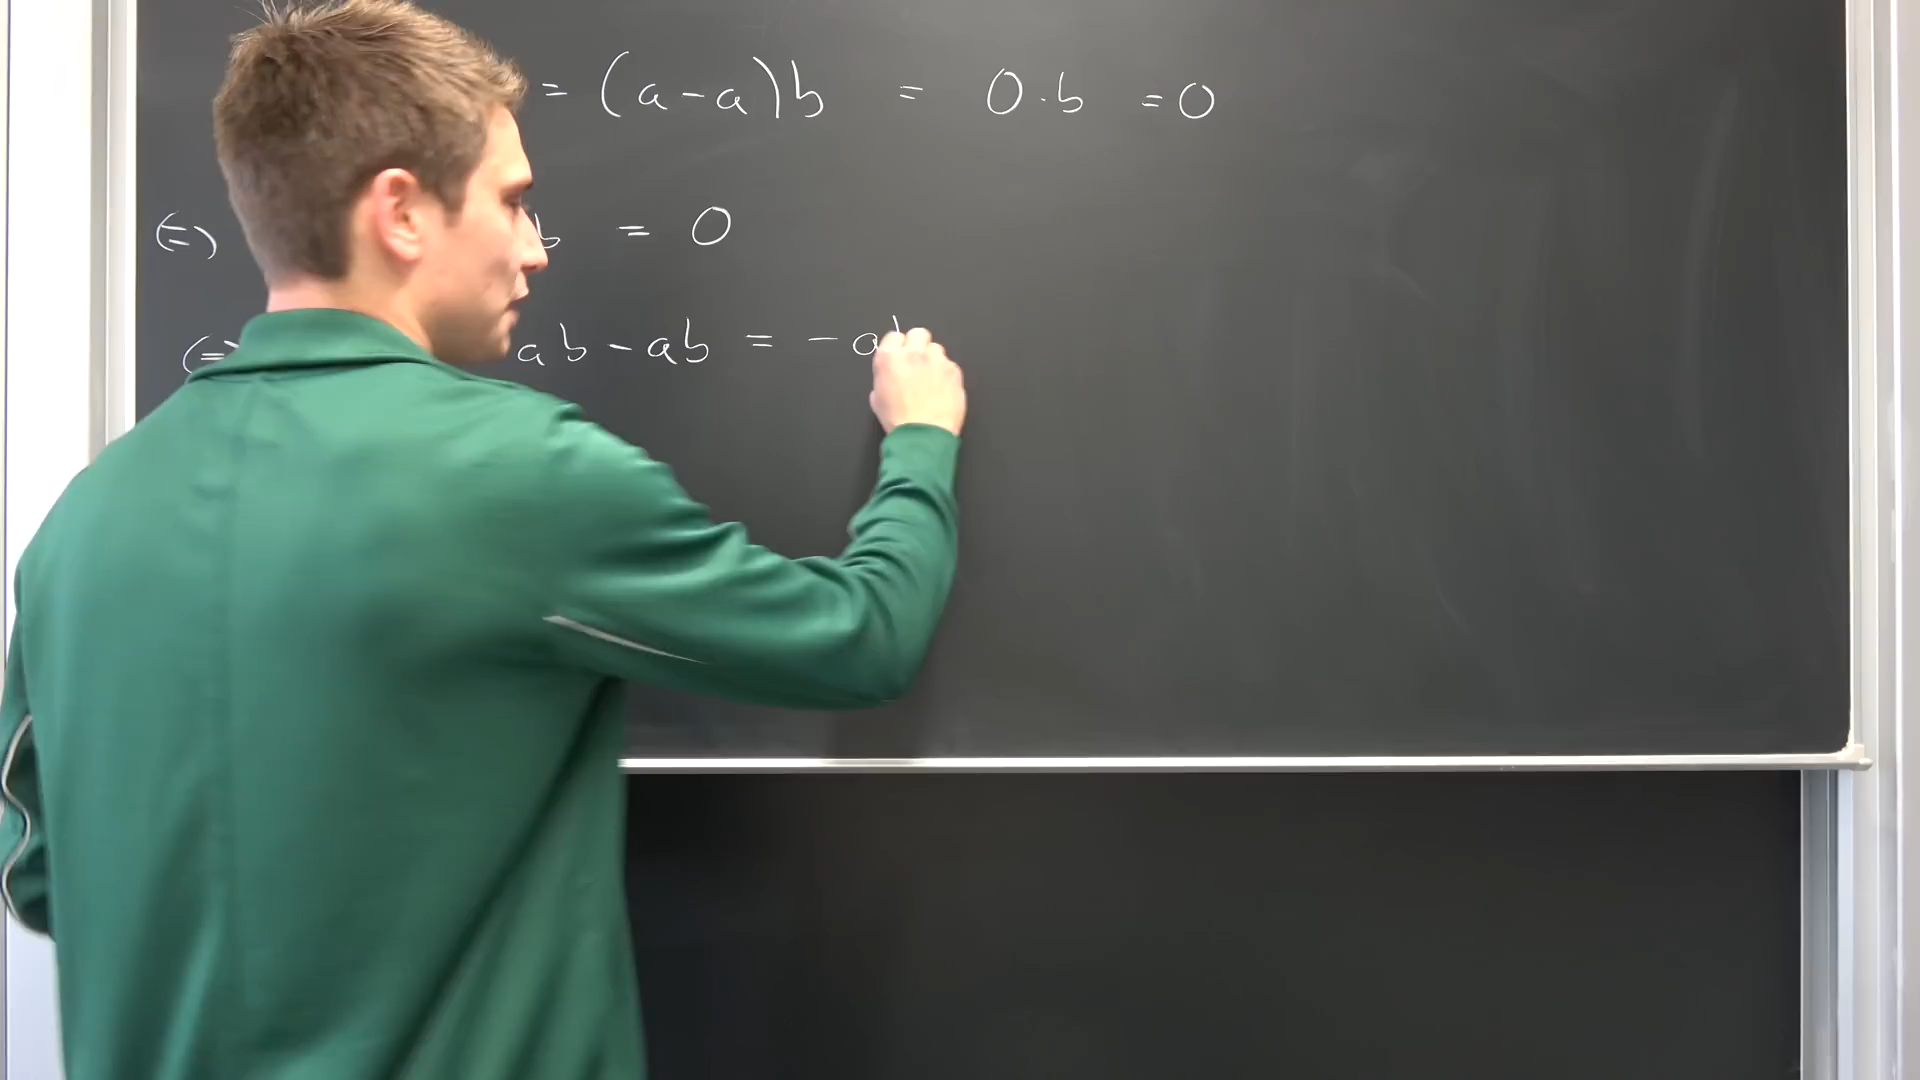 = (a-a)b = 0·b = 0
(=) b = 0
(=) ab - ab = -ab